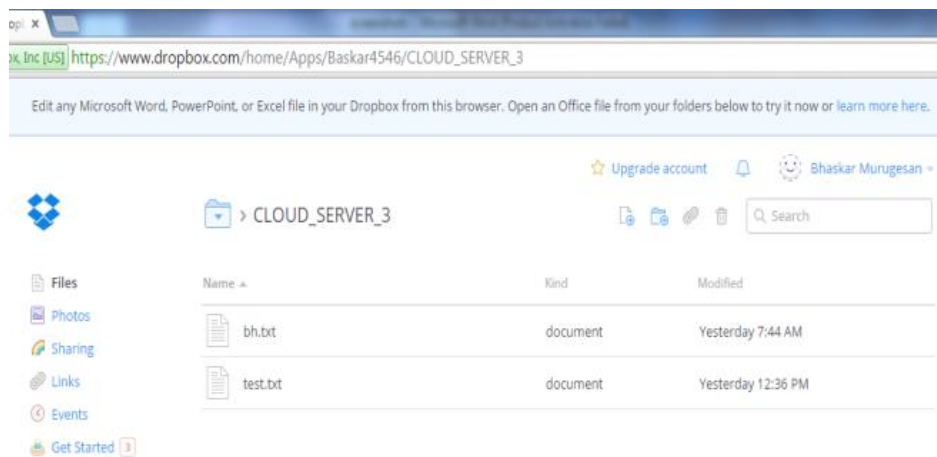 opl x
x, Inc [US] https://www.dropbox.com/home/Apps/Baskar4546/CLOUD_SERVER_3
Edit any Microsoft Word, PowerPoint, or Excel file in your Dropbox from this browser. Open an Office file from your folders below to try it now or learn more here.
Upgrade account Bhaskar Murugesan
> CLOUD_SERVER_3 Search
Files Name Kind Modified
Photos bh.txt document Yesterday 7:44 AM
Sharing
Links test.txt document Yesterday 12:36 PM
Events
Get Started 3